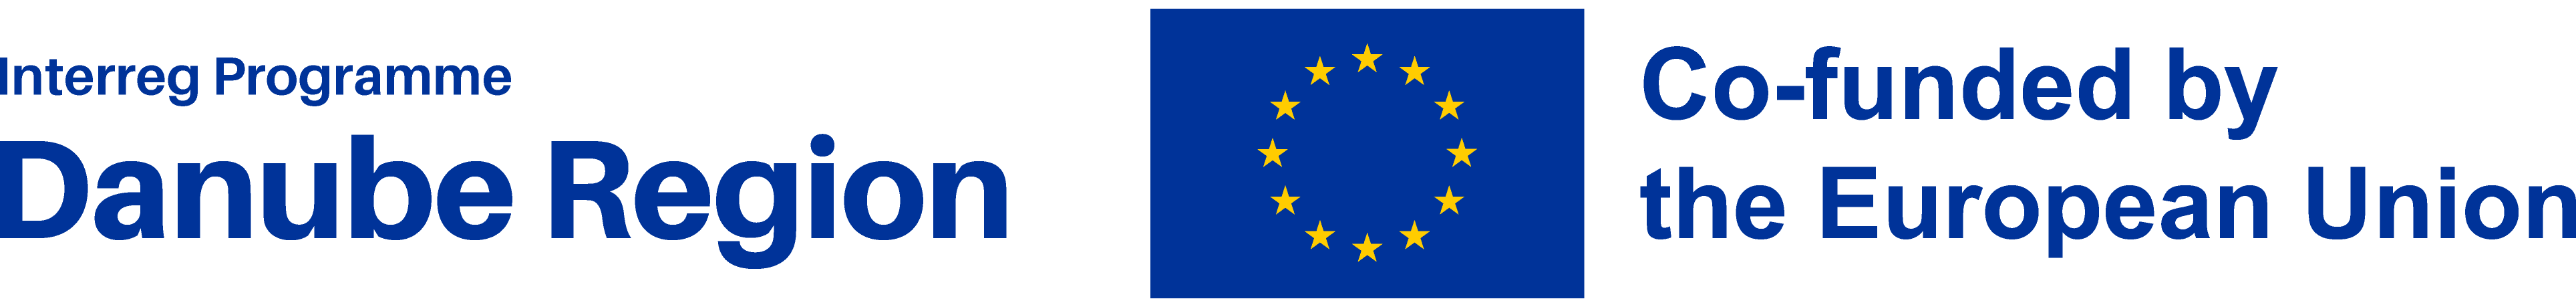 Interreg Programme
Danube Region
Co-funded by
the European Union